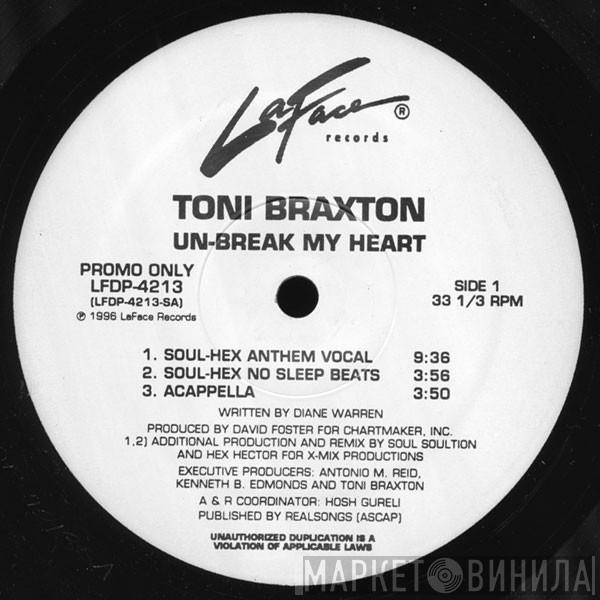 LaFace ®
records
TONI BRAXTON
UN-BREAK MY HEART
PROMO ONLY
LFDP-4213
(LFDP-4213-SA)
℗ 1996 LaFace Records
SIDE 1
33 1/3 RPM
1. SOUL-HEX ANTHEM VOCAL 9:36
2. SOUL-HEX NO SLEEP BEATS 3:56
3. ACAPPELLA 3:50
WRITTEN BY DIANE WARREN
PRODUCED BY DAVID FOSTER FOR CHARTMAKER, INC.
1,2) ADDITIONAL PRODUCTION AND REMIX BY SOUL SOULTION
AND HEX HECTOR FOR X-MIX PRODUCTIONS
EXECUTIVE PRODUCERS: ANTONIO M. REID,
KENNETH B. EDMONDS AND TONI BRAXTON
A & R COORDINATOR: HOSH GURELI
PUBLISHED BY REALSONGS (ASCAP)
UNAUTHORIZED DUPLICATION IS A
VIOLATION OF APPLICABLE LAWS
МАРКЕТ ВИНИЛА